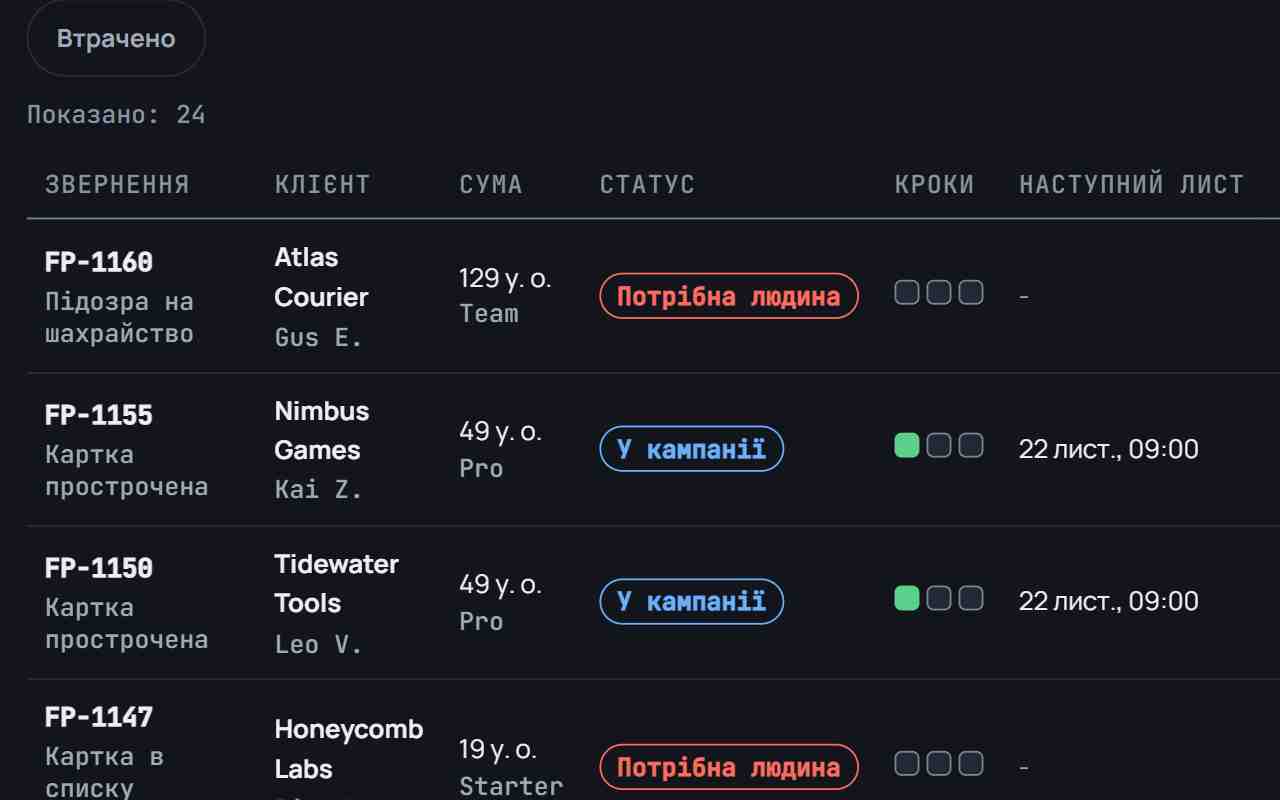 Втрачено
Показано: 24
ЗВЕРНЕННЯ КЛІЄНТ СУМА СТАТУС КРОКИ НАСТУПНИЙ ЛИСТ
FP-1160
Підозра на
шахрайство
Atlas
Courier
Gus E.
129 у. о.
Team
Потрібна людина
-
FP-1155
Картка
прострочена
Nimbus
Games
Kai Z.
49 у. о.
Pro
У кампанії
22 лист., 09:00
FP-1150
Картка
прострочена
Tidewater
Tools
Leo V.
49 у. о.
Pro
У кампанії
22 лист., 09:00
FP-1147
Картка в
списку
Honeycomb
Labs
19 у. о.
Starter
Потрібна людина
-